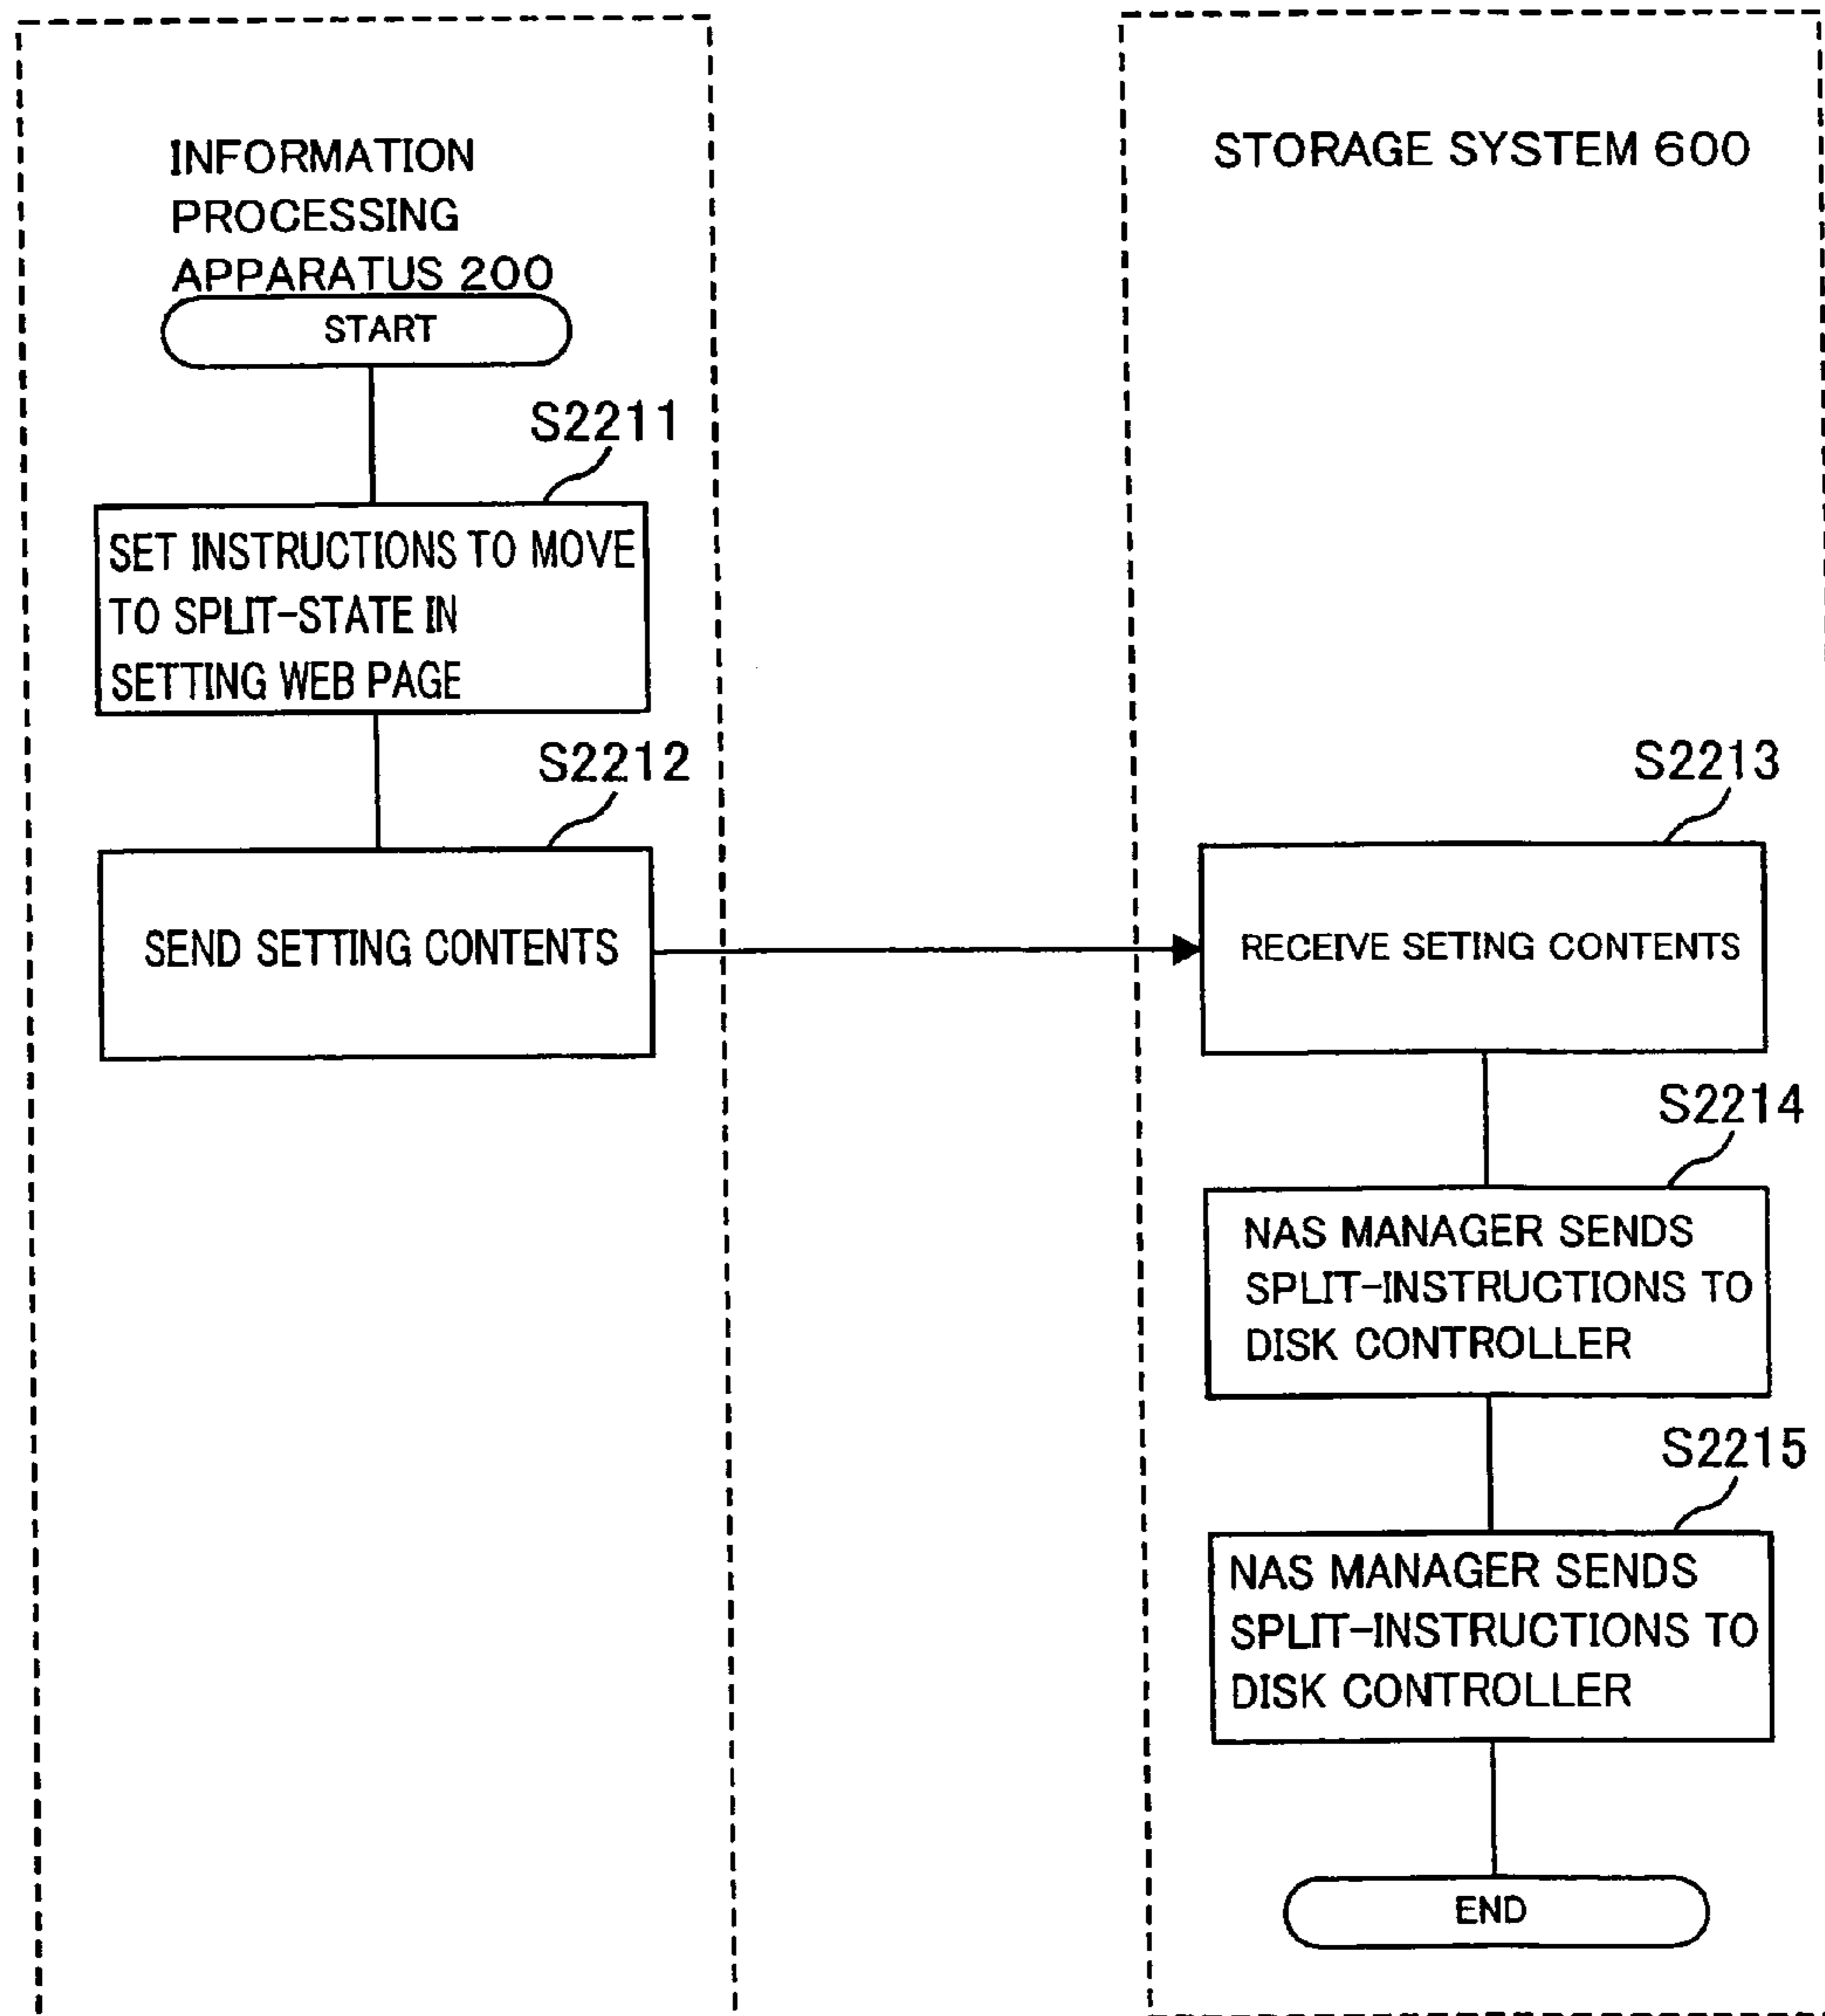 INFORMATION
PROCESSING
APPARATUS 200
START
S2211
SET INSTRUCTIONS TO MOVE
TO SPLIT-STATE IN
SETTING WEB PAGE
S2212
SEND SETTING CONTENTS
STORAGE SYSTEM 600
S2213
RECEIVE SETING CONTENTS
S2214
NAS MANAGER SENDS
SPLIT-INSTRUCTIONS TO
DISK CONTROLLER
S2215
NAS MANAGER SENDS
SPLIT-INSTRUCTIONS TO
DISK CONTROLLER
END